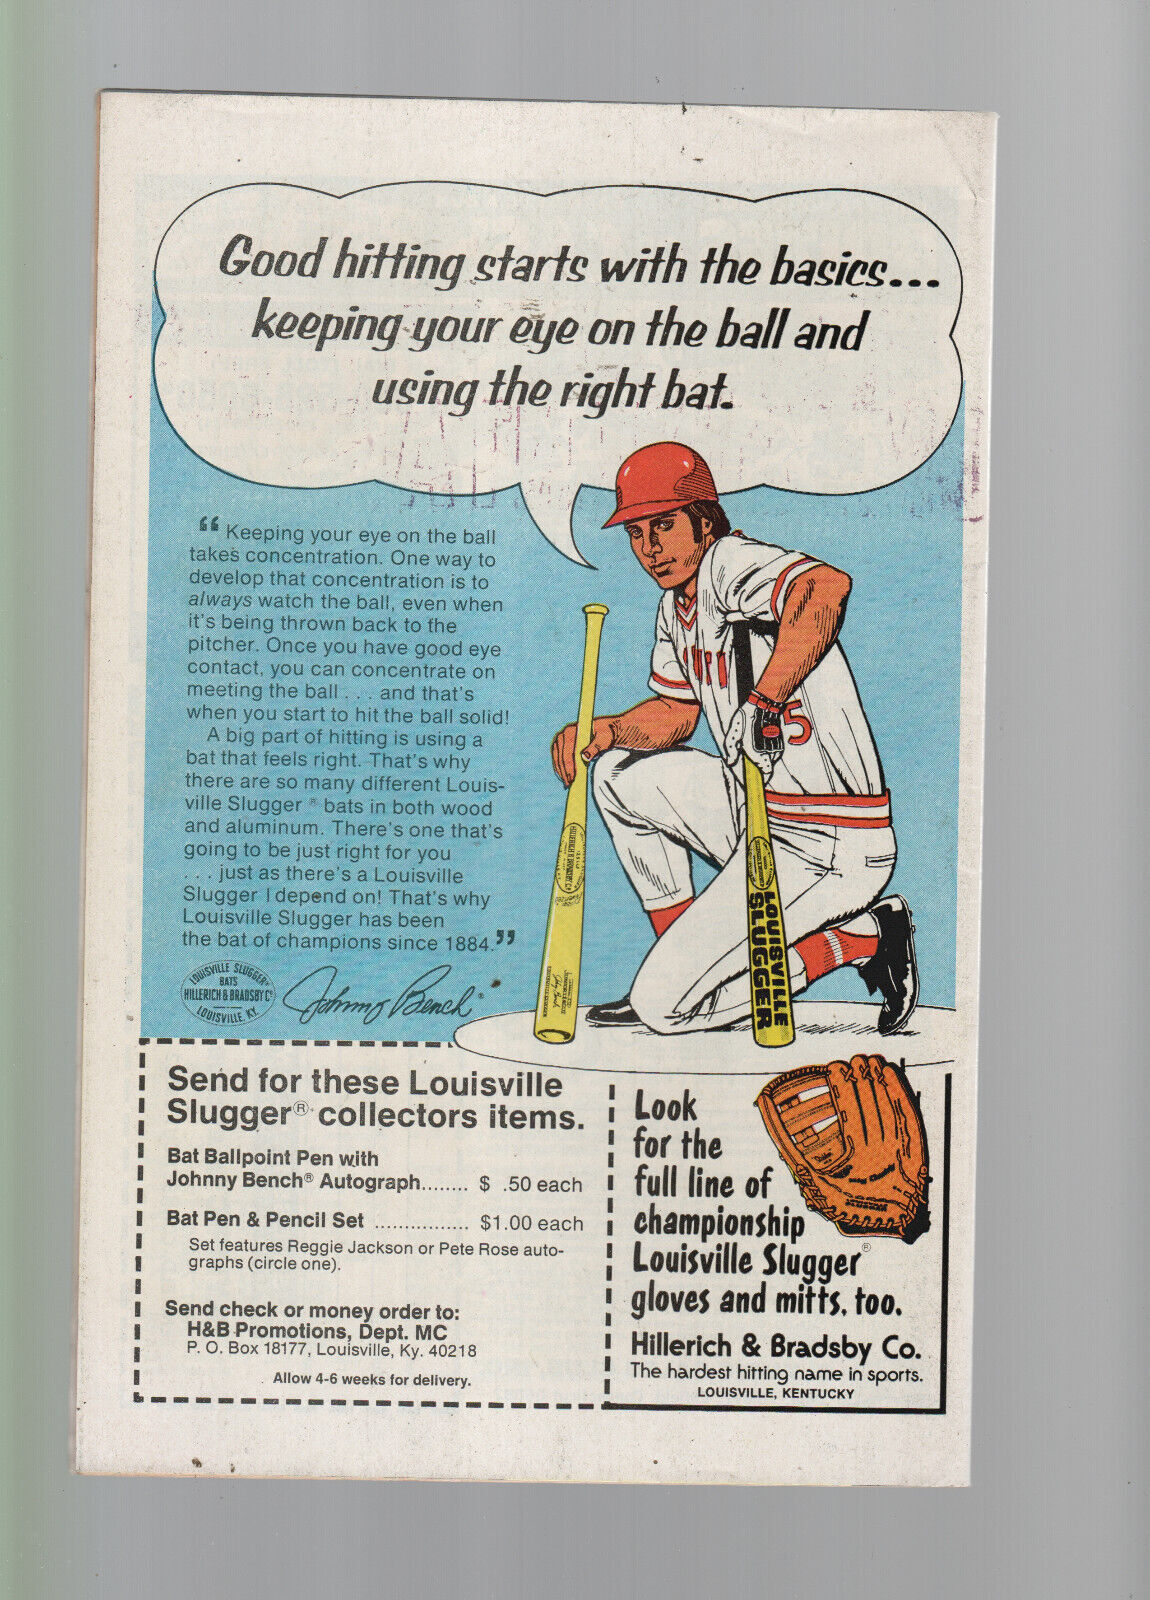 Good hitting starts with the basics...
keeping your eye on the ball and
using the right bat.
“ Keeping your eye on the ball
takes concentration. One way to
develop that concentration is to
always watch the ball, even when
it's being thrown back to the
pitcher. Once you have good eye
contact, you can concentrate on
meeting the ball . . . and that's
when you start to hit the ball solid!
A big part of hitting is using a
bat that feels right. That's why
there are so many different Louis-
ville Slugger ® bats in both wood
and aluminum. There's one that's
going to be just right for you
. . . just as there's a Louisville
Slugger I depend on! That's why
Louisville Slugger has been
the bat of champions since 1884.”
LOUISVILLE SLUGGER
BATS
HILLERICH & BRADSBY Co
LOUISVILLE, KY.
Johnny Bench
5
LOUISVILLE
SLUGGER
Send for these Louisville
Slugger® collectors items.
Bat Ballpoint Pen with
Johnny Bench® Autograph........ $ .50 each
Bat Pen & Pencil Set ................ $1.00 each
Set features Reggie Jackson or Pete Rose auto-
graphs (circle one).
Send check or money order to:
H&B Promotions, Dept. MC
P. O. Box 18177, Louisville, Ky. 40218
Allow 4-6 weeks for delivery.
Look
for the
full line of
championship
Louisville Slugger®
gloves and mitts, too.
Hillerich & Bradsby Co.
The hardest hitting name in sports.
LOUISVILLE, KENTUCKY